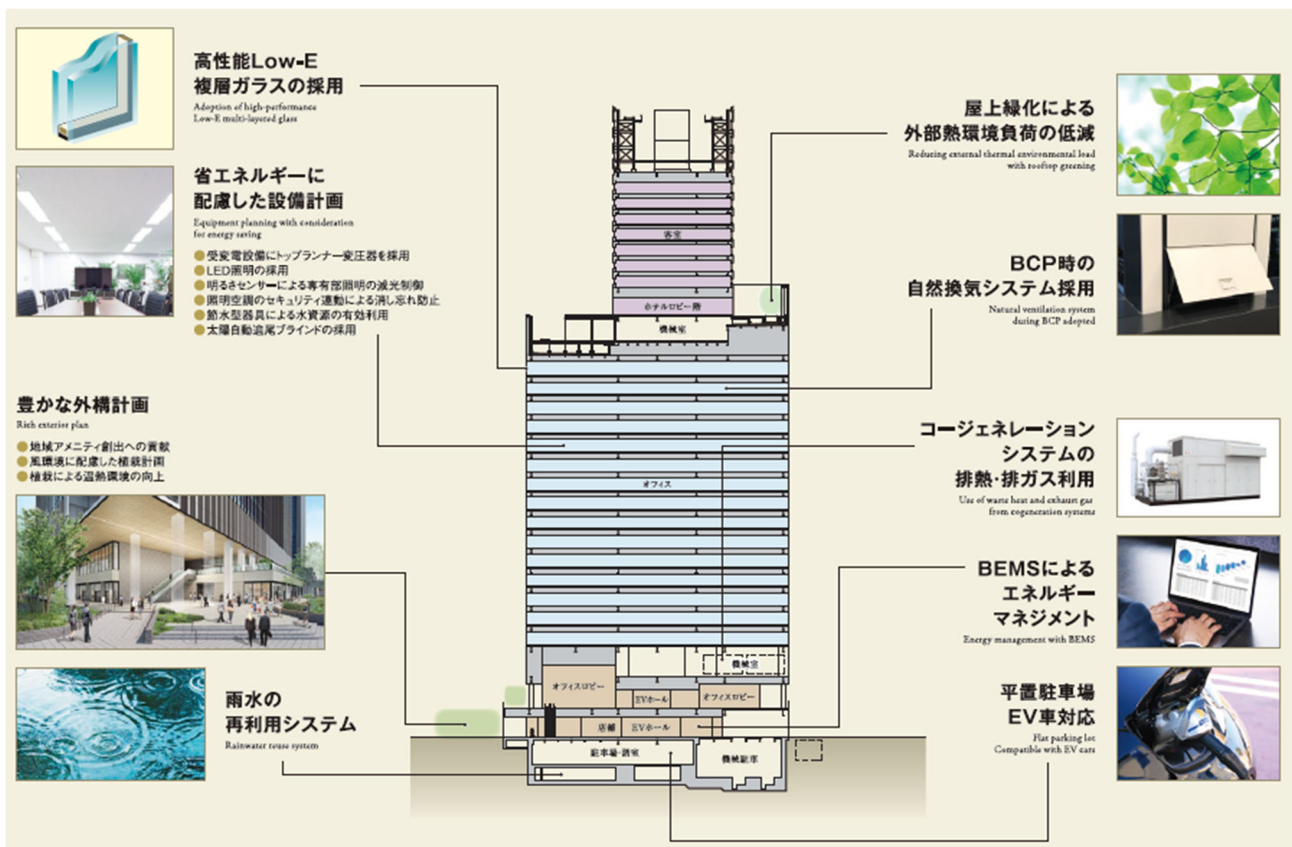 高性能Low-E
複層ガラスの採用
Adoption of high-performance
Low-E multi-layered glass
省エネルギーに
配慮した設備計画
Equipment planning with consideration
for energy saving
●受変電設備にトップランナー変圧器を採用
●LED照明の採用
●明るさセンサーによる専有部照明の減光制御
●照明空調のセキュリティ連動による消し忘れ防止
●節水型器具による水資源の有効利用
●太陽自動追尾ブラインドの採用
豊かな外構計画
Rich exterior plan
●地域アメニティ創出への貢献
●風環境に配慮した植栽計画
●植栽による温熱環境の向上
雨水の
再利用システム
Rainwater reuse system
客室
ホテルロビー階
機械室
オフィス
機械室
オフィスロビー
EVホール
オフィスロビー
店舗
EVホール
駐車場・諸室
機械駐車
屋上緑化による
外部熱環境負荷の低減
Reducing external thermal environmental load
with rooftop greening
BCP時の
自然換気システム採用
Natural ventilation system
during BCP adopted
コージェネレーション
システムの
排熱・排ガス利用
Use of waste heat and exhaust gas
from cogeneration systems
BEMSによる
エネルギー
マネジメント
Energy management with BEMS
平置駐車場
EV車対応
Flat parking lot
Compatible with EV cars